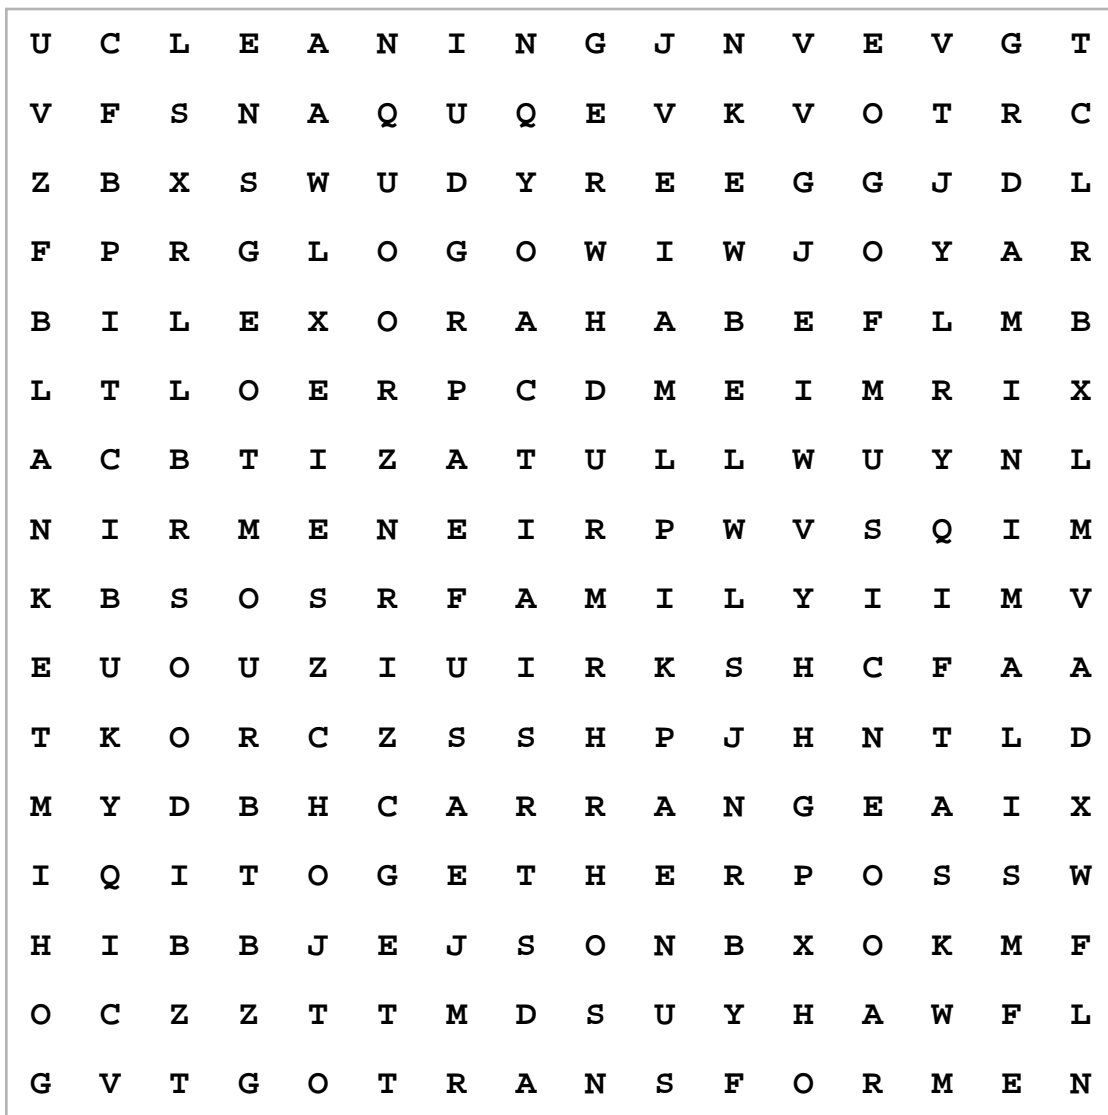 U C L E A N I N G J N V E V G T
V F S N A Q U Q E V K V O T R C
Z B X S W U D Y R E E G G J D L
F P R G L O G O W I W J O Y A R
B I L E X O R A H A B E F L M B
L T L O E R P C D M E I M R I X
A C B T I Z A T U L L W U Y N L
N I R M E N E I R P W V S Q I M
K B S O S R F A M I L Y I I M V
E U O U Z I U I R K S H C F A A
T K O R C Z S S H P J H N T L D
M Y D B H C A R R A N G E A I X
I Q I T O G E T H E R P O S S W
H I B B J E J S O N B X O K M F
O C Z Z T T M D S U Y H A W F L
G V T G O T R A N S F O R M E N